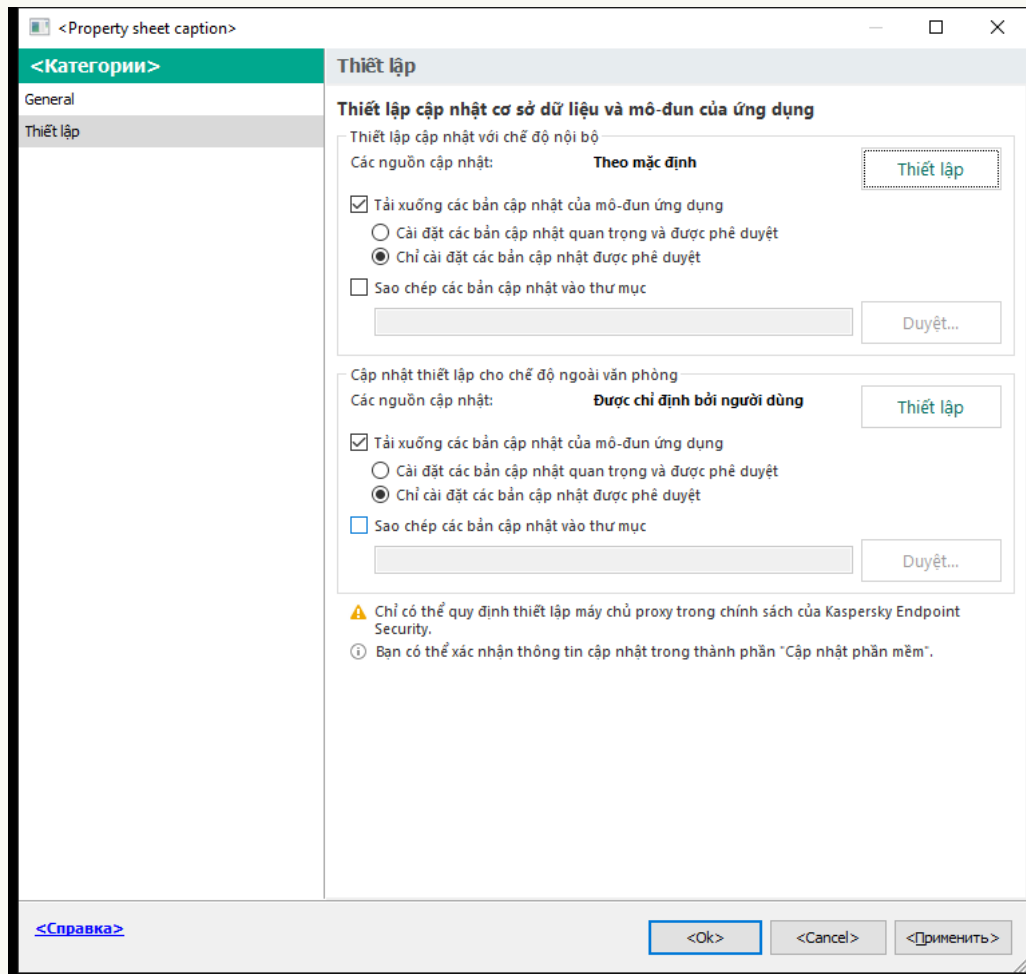 <Property sheet caption>
<Категории>
General
Thiết lập
Thiết lập
Thiết lập cập nhật cơ sở dữ liệu và mô-đun của ứng dụng
Thiết lập cập nhật với chế độ nội bộ
Các nguồn cập nhật: Theo mặc định Thiết lập
Tải xuống các bản cập nhật của mô-đun ứng dụng
Cài đặt các bản cập nhật quan trọng và được phê duyệt
Chỉ cài đặt các bản cập nhật được phê duyệt
Sao chép các bản cập nhật vào thư mục
Duyệt...
Cập nhật thiết lập cho chế độ ngoài văn phòng
Các nguồn cập nhật: Được chỉ định bởi người dùng Thiết lập
Tải xuống các bản cập nhật của mô-đun ứng dụng
Cài đặt các bản cập nhật quan trọng và được phê duyệt
Chỉ cài đặt các bản cập nhật được phê duyệt
Sao chép các bản cập nhật vào thư mục
Duyệt...
Chỉ có thể quy định thiết lập máy chủ proxy trong chính sách của Kaspersky Endpoint
Security.
Bạn có thể xác nhận thông tin cập nhật trong thành phần "Cập nhật phần mềm".
<Справка>
<Ok> <Cancel> <Применить>